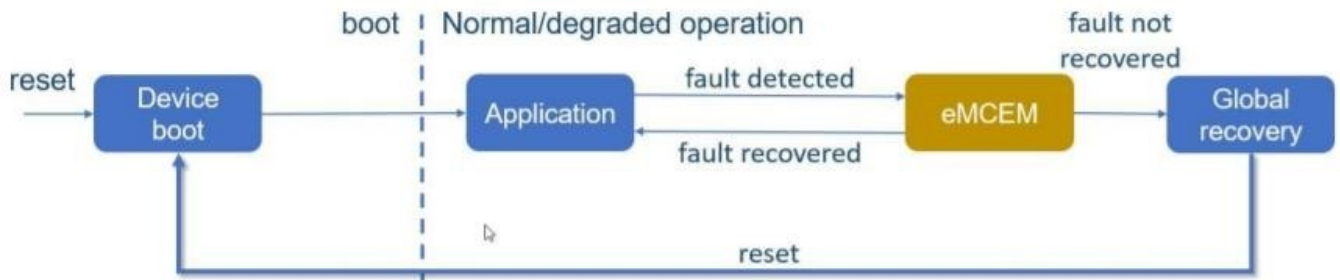 boot
Normal/degraded operation
fault not
recovered
reset
Device
boot
Application
fault detected
fault recovered
eMCEM
Global
recovery
reset